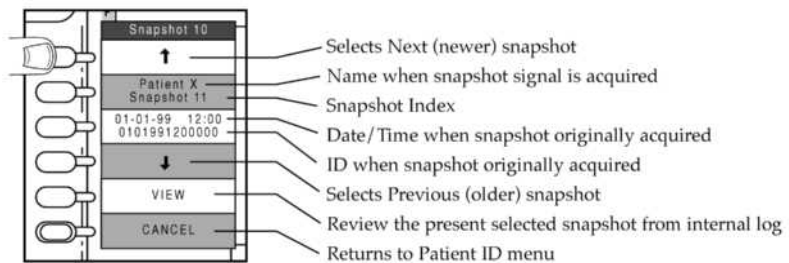 Snapshot 10
↑
Patient X
Snapshot 11
01-01-99 12:00
0101991200000
↓
VIEW
CANCEL
Selects Next (newer) snapshot
Name when snapshot signal is acquired
Snapshot Index
Date/Time when snapshot originally acquired
ID when snapshot originally acquired
Selects Previous (older) snapshot
Review the present selected snapshot from internal log
Returns to Patient ID menu